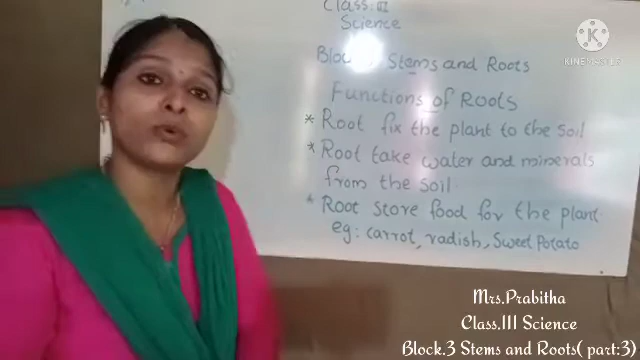 Class: III
Science
KINEMASTER
Stems and Roots
Functions of Roots
* Root fix the plant to the soil
* Root take water and minerals
from the soil.
* Root store food for the plant
eg: carrot, radish, Sweet Potato
Mrs.Prabitha
Class.III Science
Block.3 Stems and Roots( part:3)